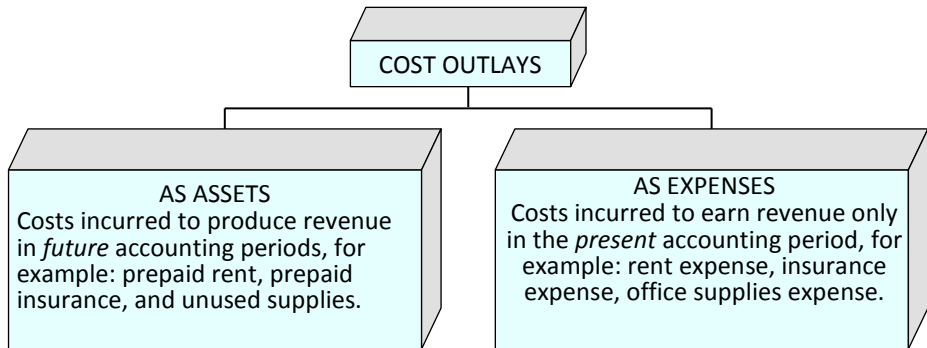 COST OUTLAYS
AS ASSETS
Costs incurred to produce revenue
in future accounting periods, for
example: prepaid rent, prepaid
insurance, and unused supplies.
AS EXPENSES
Costs incurred to earn revenue only
in the present accounting period, for
example: rent expense, insurance
expense, office supplies expense.